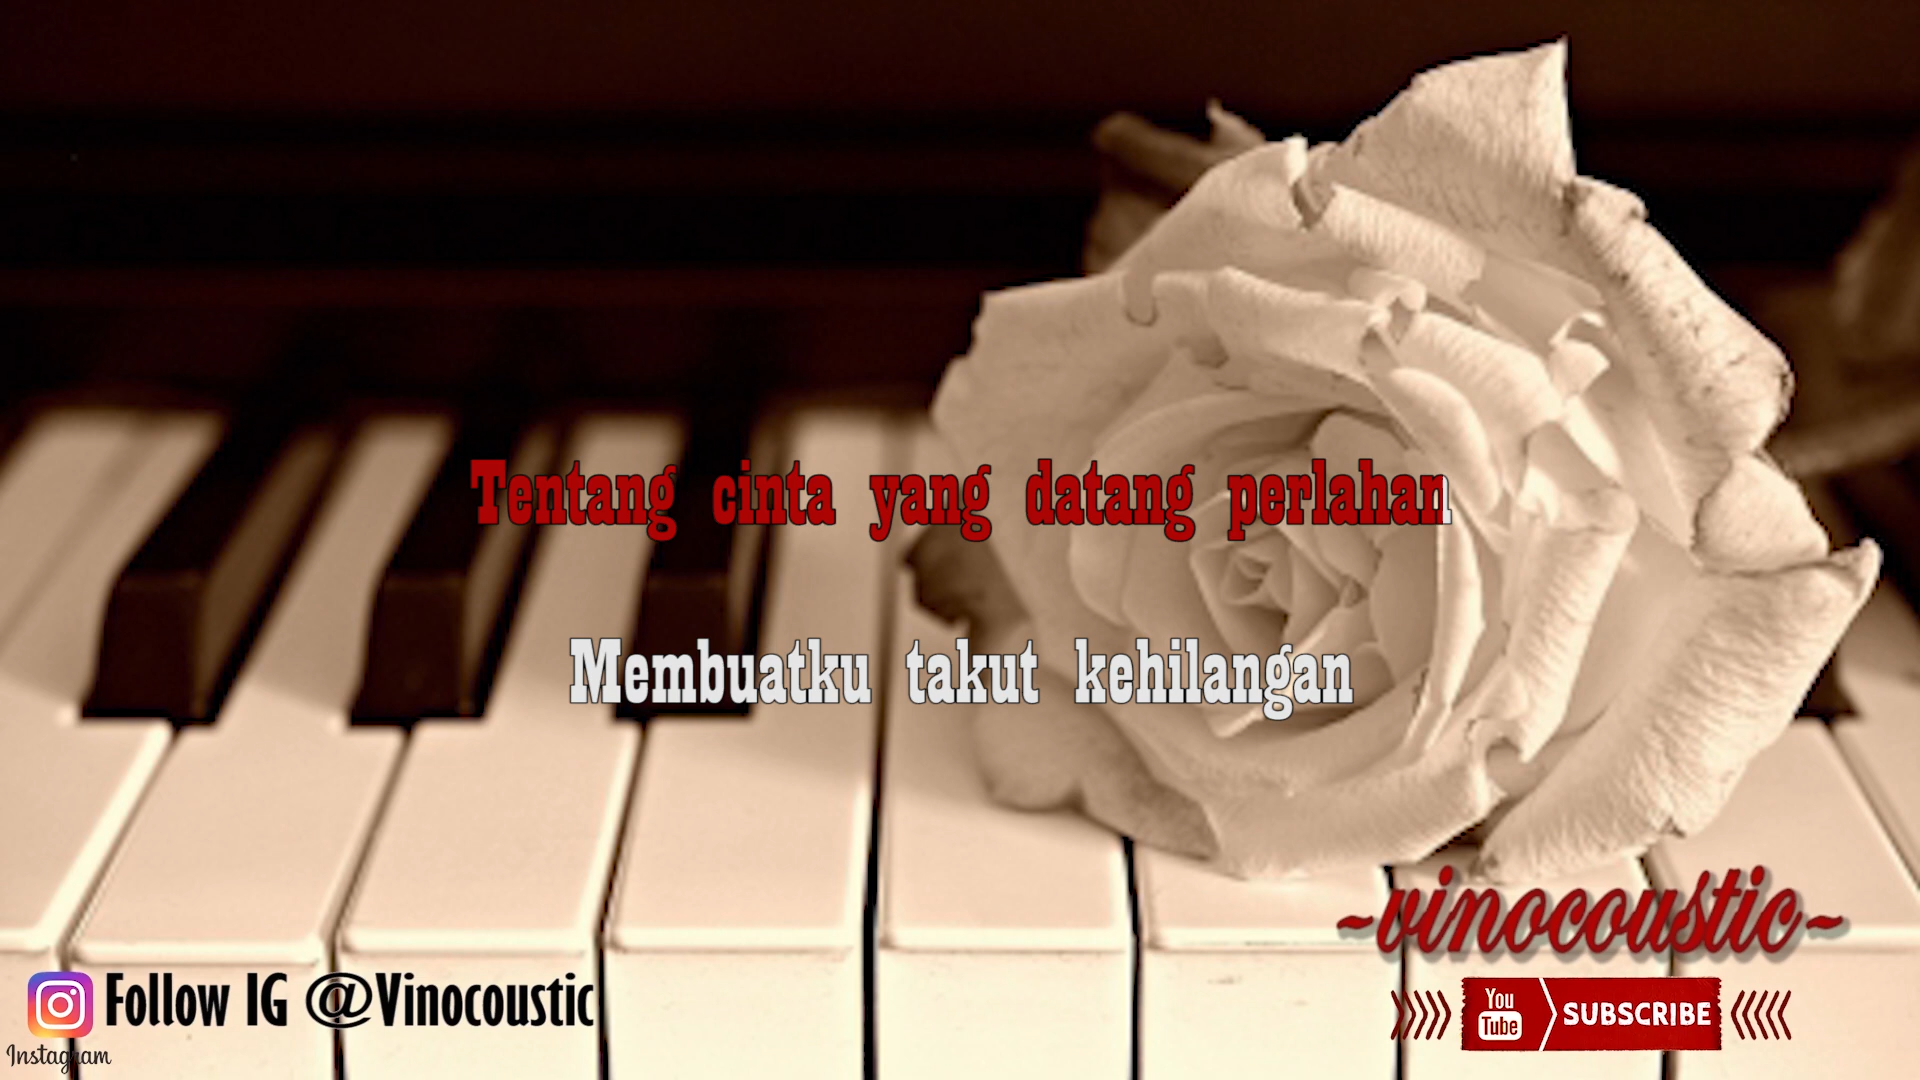 Tentang cinta yang datang perlahan
Membuatku takut kehilangan
~vinocoustic~
Follow IG @Vinocoustic
Instagram
You
Tube
SUBSCRIBE